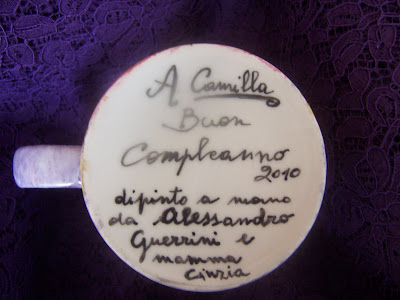 A Camilla
Buon
Compleanno
2010
dipinto a mano
da Alessandro
Guerrini e
mamma
Cinzia